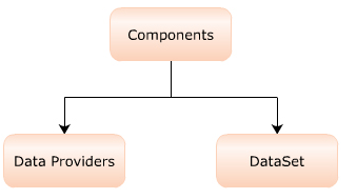 Components
Data Providers
DataSet